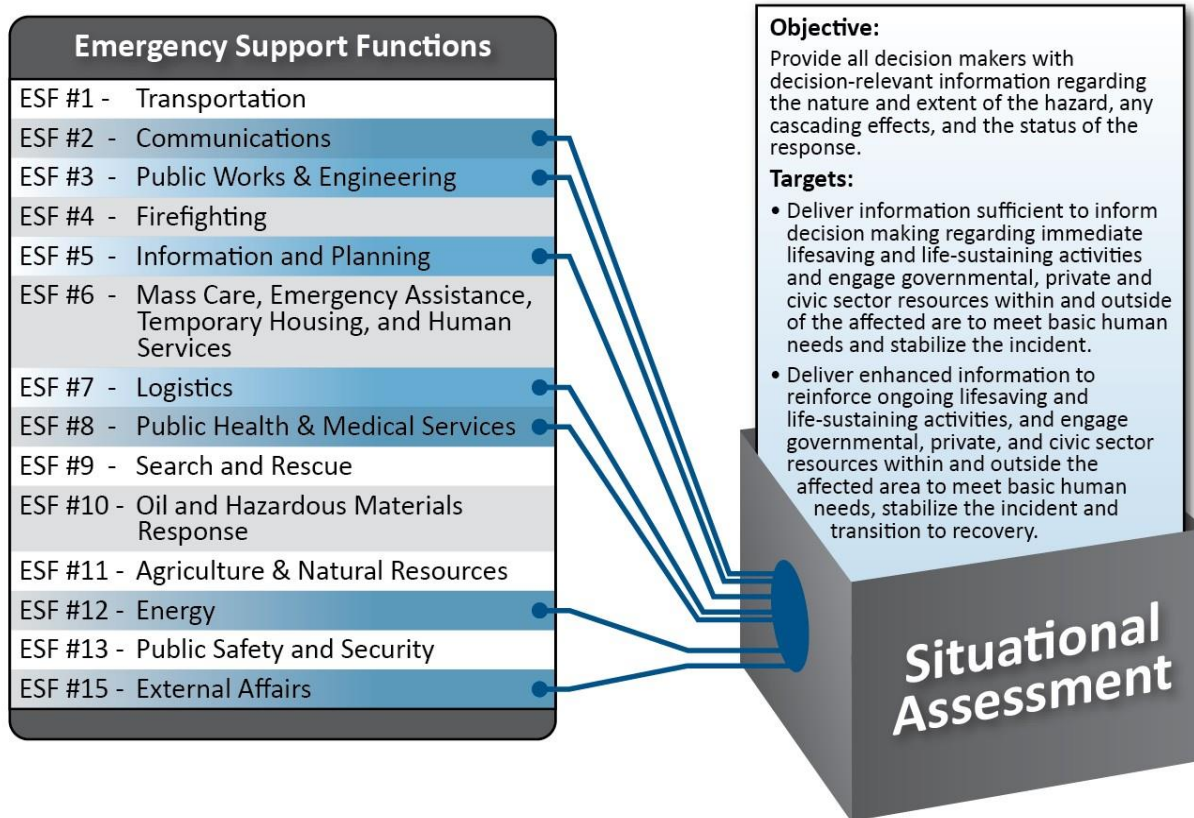 Emergency Support Functions
ESF #1 - Transportation
ESF #2 - Communications
ESF #3 - Public Works & Engineering
ESF #4 - Firefighting
ESF #5 - Information and Planning
ESF #6 - Mass Care, Emergency Assistance,
Temporary Housing, and Human
Services
ESF #7 - Logistics
ESF #8 - Public Health & Medical Services
ESF #9 - Search and Rescue
ESF #10 - Oil and Hazardous Materials
Response
ESF #11 - Agriculture & Natural Resources
ESF #12 - Energy
ESF #13 - Public Safety and Security
ESF #15 - External Affairs
Objective:
Provide all decision makers with
decision-relevant information regarding
the nature and extent of the hazard, any
cascading effects, and the status of the
response.
Targets:
• Deliver information sufficient to inform
decision making regarding immediate
lifesaving and life-sustaining activities
and engage governmental, private and
civic sector resources within and outside
of the affected are to meet basic human
needs and stabilize the incident.
• Deliver enhanced information to
reinforce ongoing lifesaving and
life-sustaining activities, and engage
governmental, private, and civic sector
resources within and outside the
affected area to meet basic human
needs, stabilize the incident and
transition to recovery.
Situational
Assessment